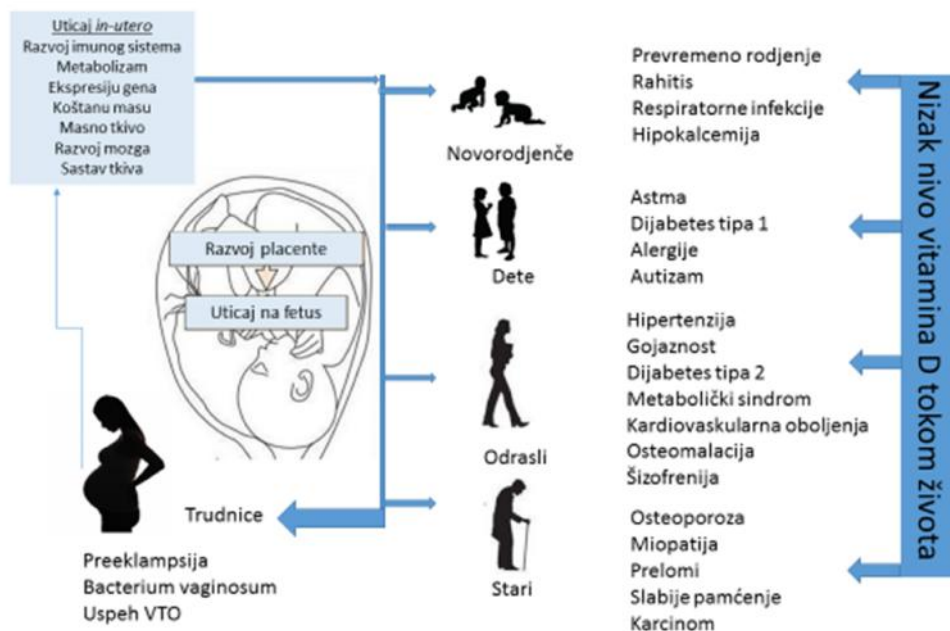 Uticaj in-utero
Razvoj imunog sistema
Metabolizam
Ekspresiju gena
Koštanu masu
Masno tkivo
Razvoj mozga
Sastav tkiva
Razvoj placente
Uticaj na fetus
Trudnice
Preeklampsija
Bacterium vaginosum
Uspeh VTO
Novorodjenče
Prevremeno rodjenje
Rahitis
Respiratorne infekcije
Hipokalcemija
Dete
Astma
Dijabetes tipa 1
Alergije
Autizam
Odrasli
Hipertenzija
Gojaznost
Dijabetes tipa 2
Metabolički sindrom
Kardiovaskularna oboljenja
Osteomalacija
Šizofrenija
Stari
Osteoporoza
Miopatija
Prelomi
Slabije pamćenje
Karcinom
Nizak nivo vitamina D tokom života